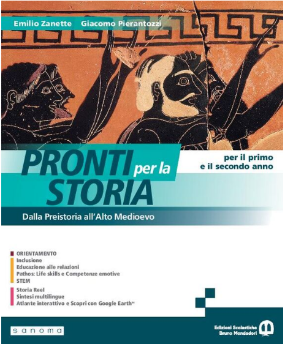 Emilio Zanette Giacomo Pierantozzi
PRONTI per la
STORIA
per il primo
e il secondo anno
Dalla Preistoria all'Alto Medioevo
ORIENTAMENTO
Inclusione
Educazione alle relazioni
Pathos: Life skills e Competenze emotive
STEM
Storia Reel
Sintesi multilingue
Atlante interattivo e Scopri con Google Earth®
sanoma
Edizioni Scolastiche
Bruno Mondadori